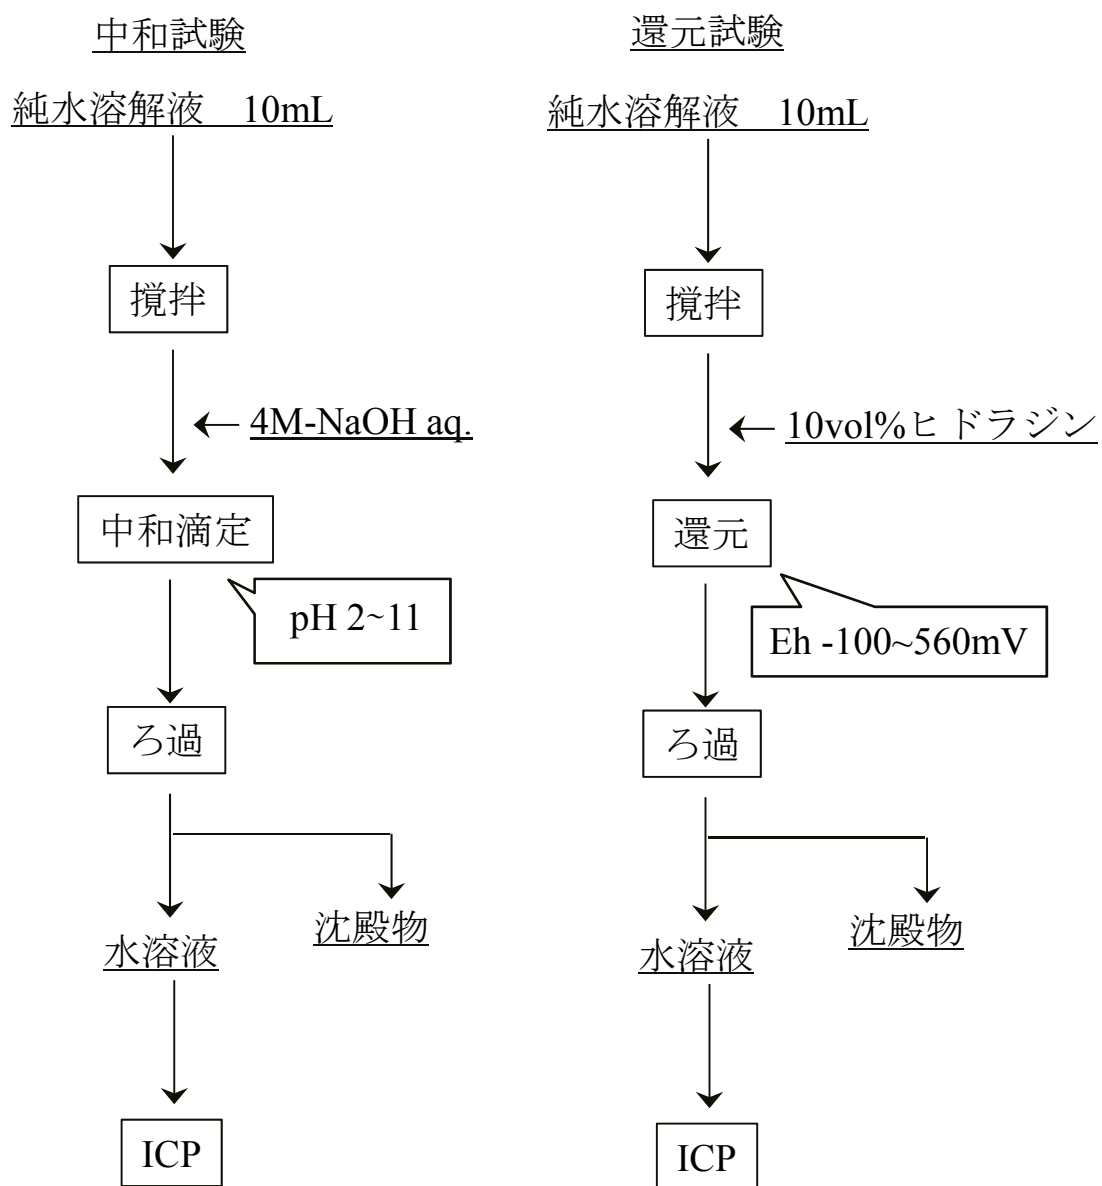 中和試験
純水溶解液　10mL
攪拌
4M-NaOH aq.
中和滴定
pH 2~11
ろ過
沈殿物
水溶液
ICP
還元試験
純水溶解液　10mL
攪拌
10vol%ヒドラジン
還元
Eh -100~560mV
ろ過
沈殿物
水溶液
ICP